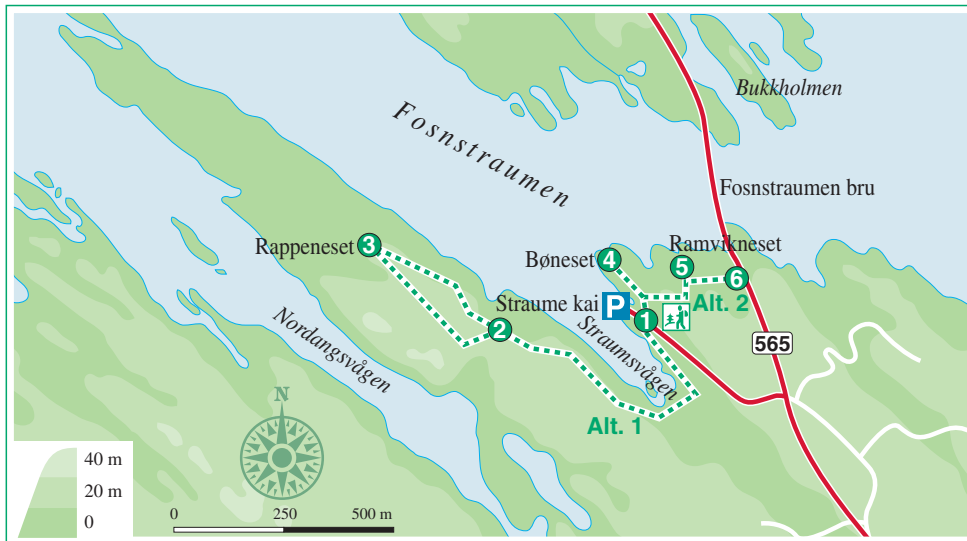 Bukkholmen
Fosnstraumen
Fosnstraumen bru
Ramvikneset
3
Rappeneset
Bøneset
4
5
6
Straume kai
P
Alt. 2
1
2
Straumsvågen
Nordangsvågen
565
N
Alt. 1
40 m
20 m
0
0
250
500 m